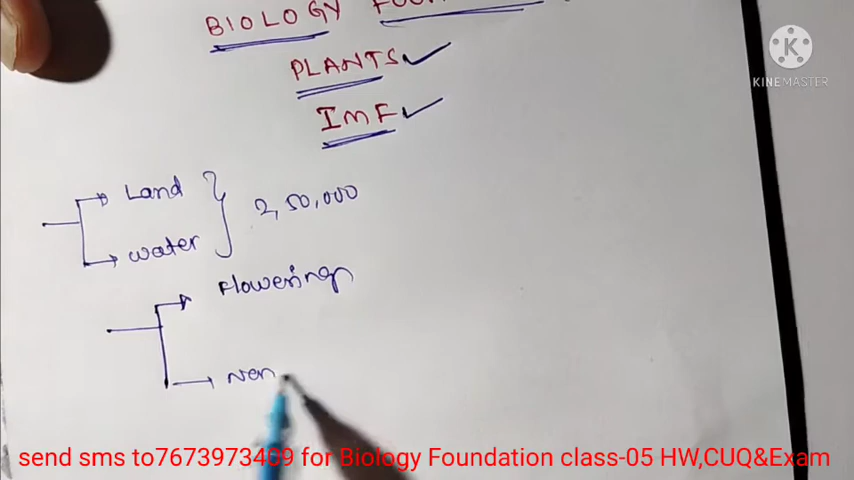 BIOLOGY
PLANTS
IMF
KINEMASTER
Land
2,50,000
water
Flowering
Non
send sms to7673973409 for Biology Foundation class-05 HW,CUQ&Exam